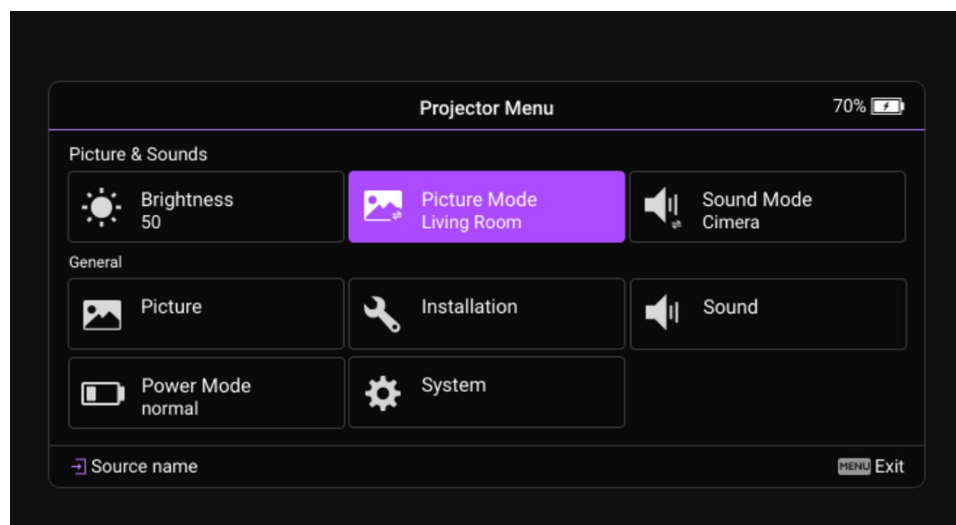 Projector Menu
70%
Picture & Sounds
Brightness
50
Picture Mode
Living Room
Sound Mode
Cimera
General
Picture
Installation
Sound
Power Mode
normal
System
Source name
MENU Exit